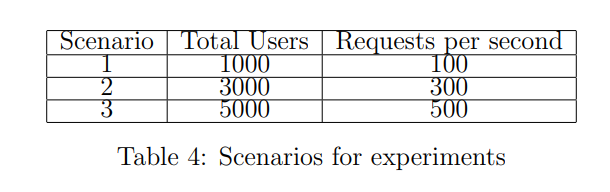 Scenario Total Users Requests per second
1 1000 100
2 3000 300
3 5000 500
Table 4: Scenarios for experiments